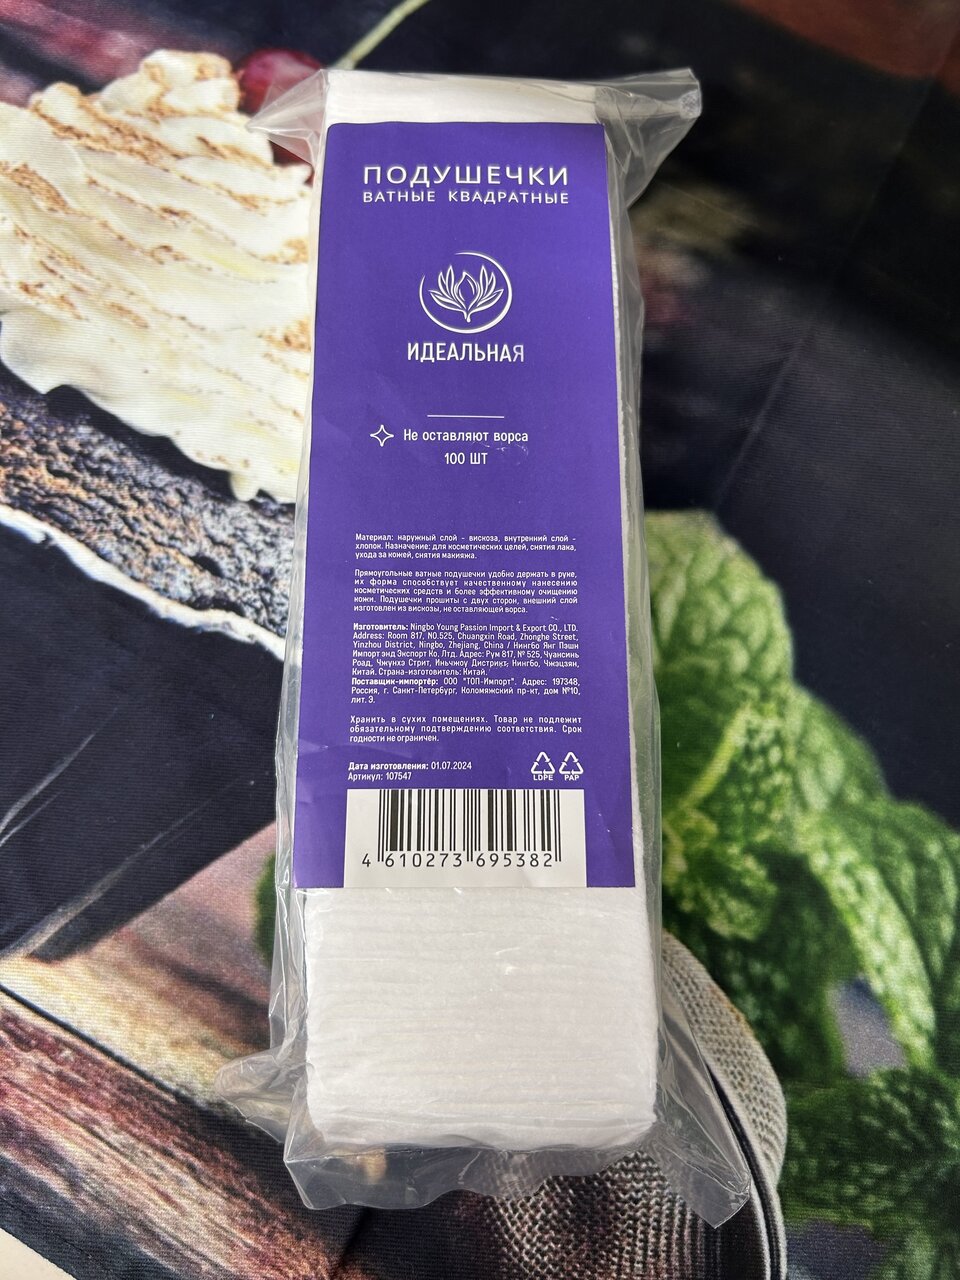 ПОДУШЕЧКИ
ВАТНЫЕ КВАДРАТНЫЕ
ИДЕАЛЬНАЯ
Не оставляют ворса
100 ШТ
Материал: наружный слой - вискоза, внутренний слой -
хлопок. Назначение: для косметических целей, снятия лака,
ухода за кожей, снятия макияжа.
Прямоугольные ватные подушечки удобно держать в руке,
их форма способствует качественному нанесению
косметических средств и более эффективному очищению
кожи. Подушечки прошиты с двух сторон, внешний слой
изготовлен из вискозы, не оставляющей ворса.
Изготовитель: Ningbo Young Passion Import & Export CO., LTD.
Address: Room 817, NO.525, Chuangxin Road, Zhonghe Street,
Yinzhou District, Ningbo, Zhejiang, China / Нингбо Янг Пэшн
Импорт энд Экспорт Ко. Лтд. Адрес: Рум 817, № 525, Чуансинь
Роад, Чжунхэ Стрит, Иньчжоу Дистрикт, Нингбо, Чжэцзян,
Китай. Страна-изготовитель: Китай.
Поставщик-импортёр: ООО "ТОП-Импорт". Адрес: 197348,
Россия, г. Санкт-Петербург, Коломяжский пр-кт, дом №10,
лит. Э.
Хранить в сухих помещениях. Товар не подлежит
обязательному подтверждению соответствия. Срок
годности не ограничен.
Дата изготовления: 01.07.2024
Артикул: 107547
LDPE PAP
4 610273 695382